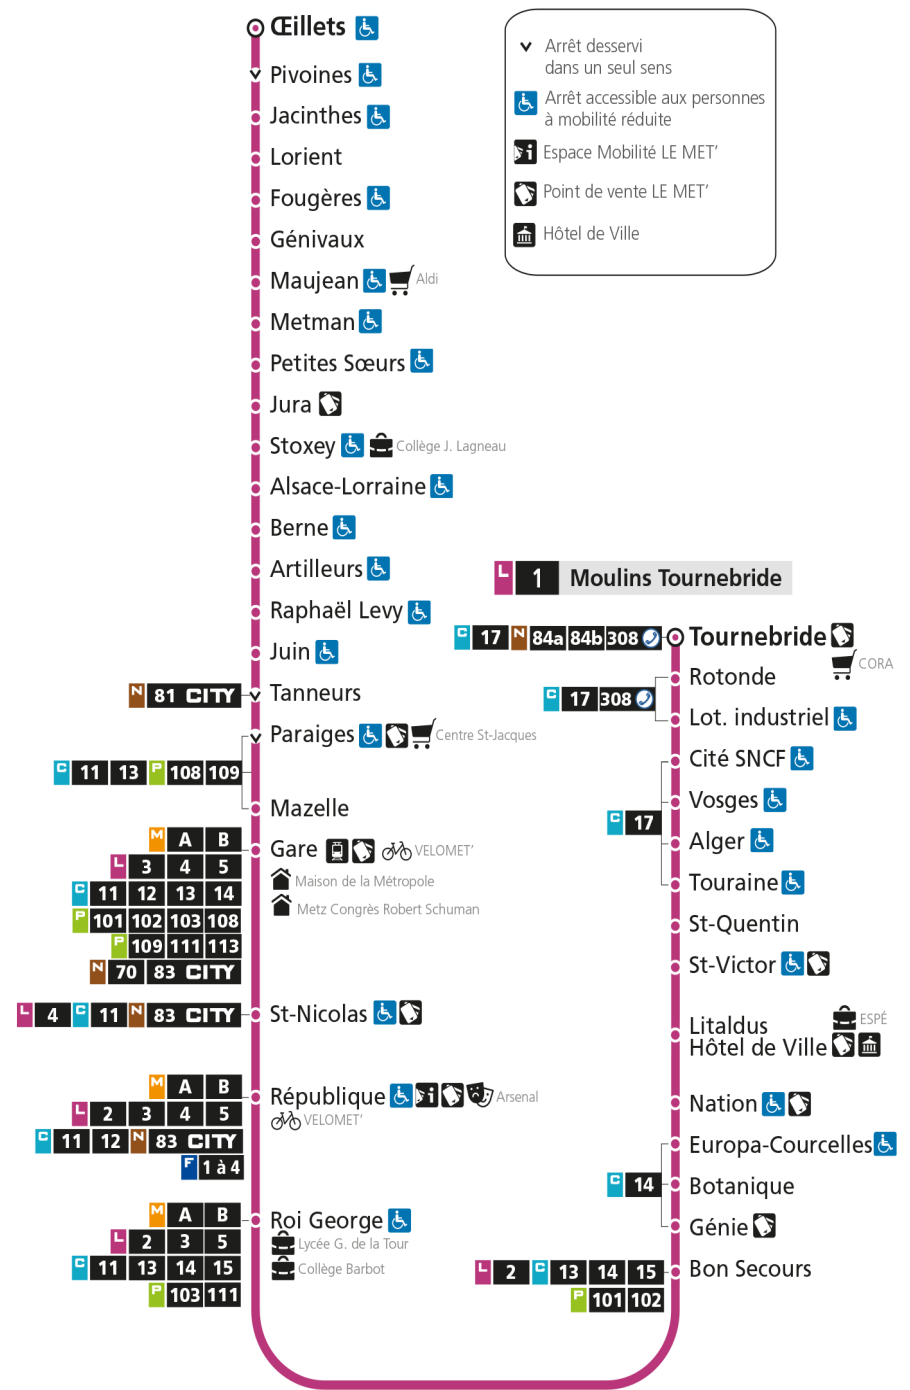 Œillets
Pivoines
Jacinthes
Lorient
Fougères
Génivaux
Maujean Aldi
Metman
Petites Sœurs
Jura
Stoxey Collège J. Lagneau
Alsace-Lorraine
Berne
Artilleurs
Raphaël Levy
Juin
N 81 CITY Tanneurs
Paraiges Centre St-Jacques
C 11 13 P 108 109
Mazelle
M A B Gare VELOMET'
L 3 4 5
Maison de la Métropole
C 11 12 13 14
Metz Congrès Robert Schuman
P 101 102 103 108
P 109 111 113
N 70 83 CITY
L 4 C 11 N 83 CITY St-Nicolas
M A B République Arsenal
L 2 3 4 5 VELOMET'
C 11 12 N 83 CITY
F 1 à 4
M A B Roi George
L 2 3 5 Lycée G. de la Tour
C 11 13 14 15 Collège Barbot
P 103 111
Arrêt desservi
dans un seul sens
Arrêt accessible aux personnes
à mobilité réduite
i Espace Mobilité LE MET'
Point de vente LE MET'
Hôtel de Ville
L 1 Moulins Tournebride
C 17 N 84a 84b 308 Tournebride
CORA
Rotonde
C 17 308
Lot. industriel
Cité SNCF
Vosges
C 17
Alger
Touraine
St-Quentin
St-Victor
Litaldus ESPÉ
Hôtel de Ville
Nation
Europa-Courcelles
C 14 Botanique
Génie
L 2 C 13 14 15 Bon Secours
P 101 102